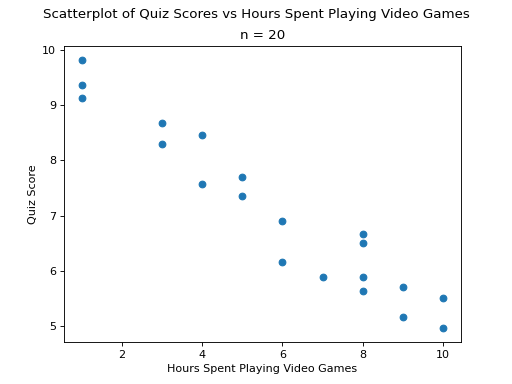 Scatterplot of Quiz Scores vs Hours Spent Playing Video Games
n = 20
10
9
8
7
6
5
Quiz Score
2 4 6 8 10
Hours Spent Playing Video Games